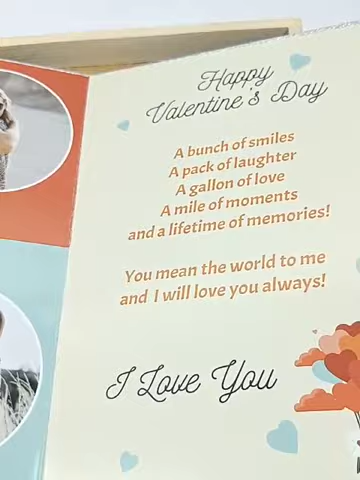 Happy
Valentine's Day
A bunch of smiles
A pack of laughter
A gallon of love
A mile of moments
and a lifetime of memories!
You mean the world to me
and I will love you always!
I Love You